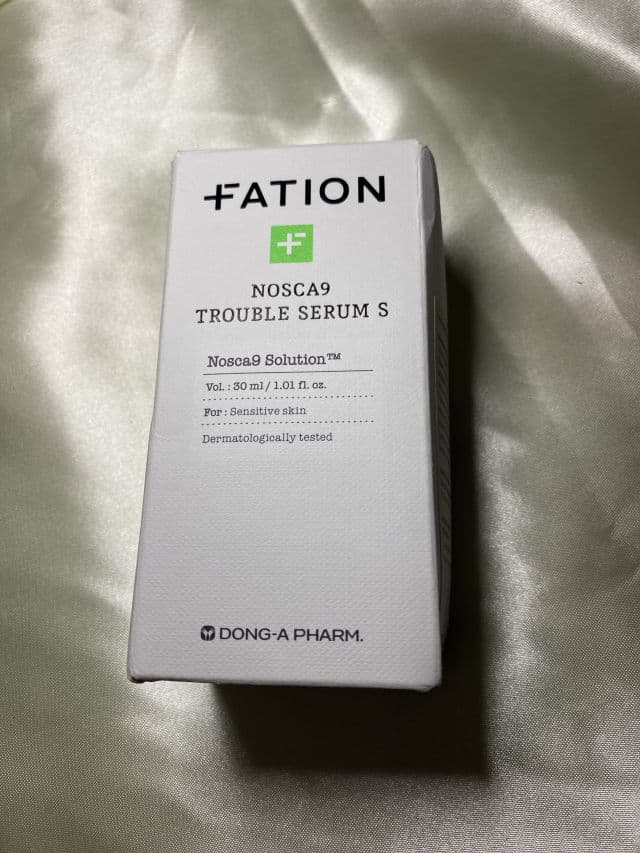 FATION
NOSCA9
TROUBLE SERUM S
Nosca9 Solution™
Vol. : 30 ml / 1.01 fl. oz.
For : Sensitive skin
Dermatologically tested
DONG-A PHARM.